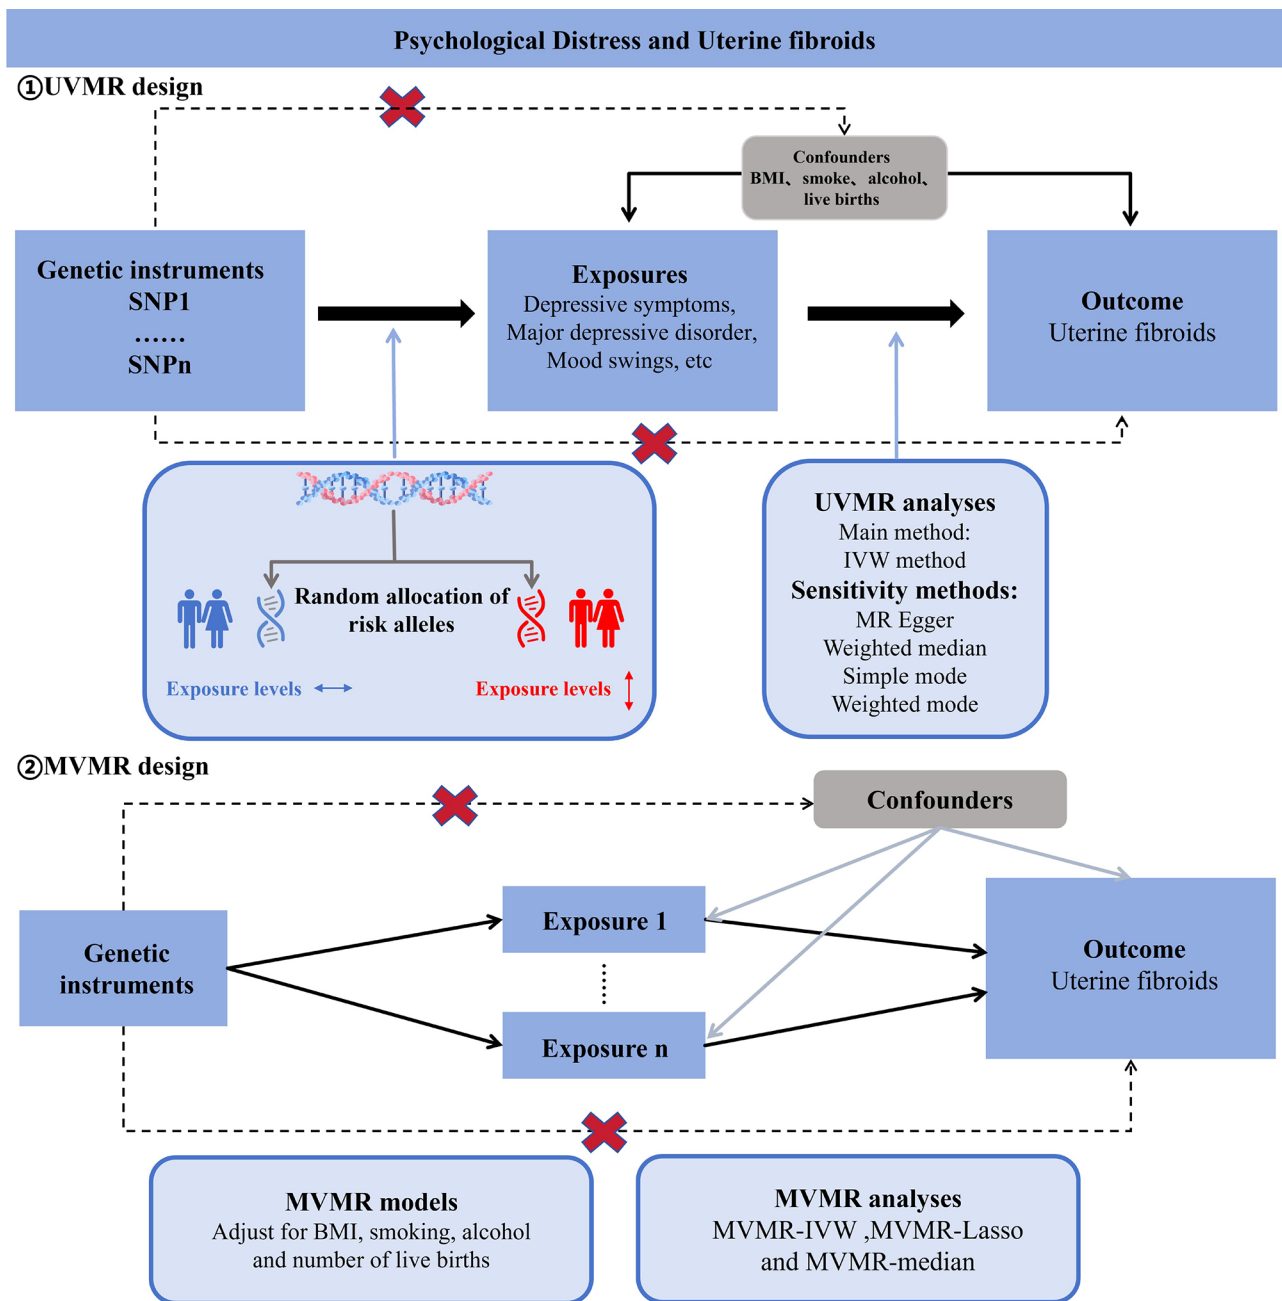 Psychological Distress and Uterine fibroids
①UVMR design
Confounders
BMI、smoke、alcohol、
live births
Genetic instruments
SNP1
......
SNPn
Exposures
Depressive symptoms,
Major depressive disorder,
Mood swings, etc
Outcome
Uterine fibroids
Random allocation of
risk alleles
Exposure levels
Exposure levels
UVMR analyses
Main method:
IVW method
Sensitivity methods:
MR Egger
Weighted median
Simple mode
Weighted mode
②MVMR design
Confounders
Genetic
instruments
Exposure 1
Exposure n
Outcome
Uterine fibroids
MVMR models
Adjust for BMI, smoking, alcohol
and number of live births
MVMR analyses
MVMR-IVW ,MVMR-Lasso
and MVMR-median